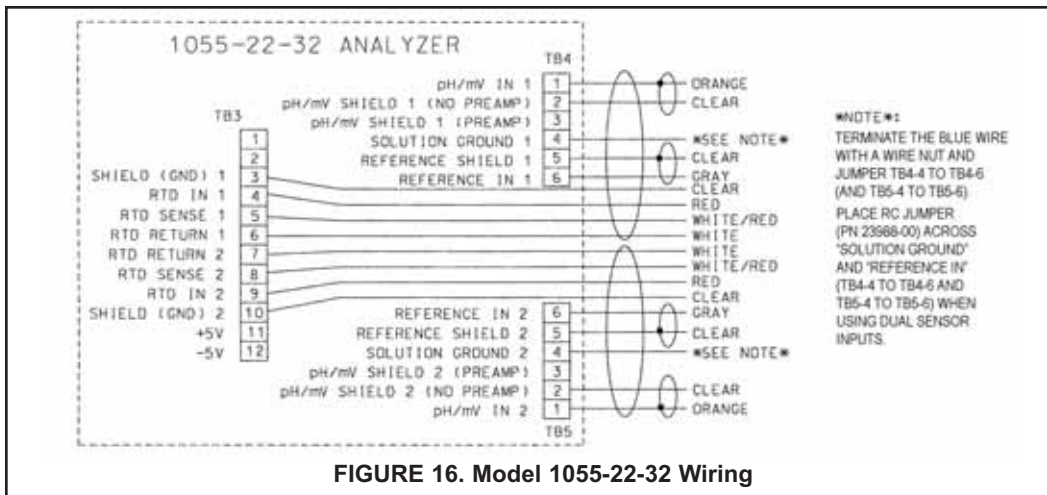 1055-22-32 ANALYZER
TB4
pH/mV IN 1 1 ORANGE
pH/mV SHIELD 1 (NO PREAMP) 2 CLEAR
pH/mV SHIELD 1 (PREAMP) 3
SOLUTION GROUND 1 4 *SEE NOTE*
REFERENCE SHIELD 1 5 CLEAR
REFERENCE IN 1 6 GRAY
TB3
1
2
SHIELD (GND) 1 3 CLEAR
RTD IN 1 4 RED
RTD SENSE 1 5 WHITE/RED
RTD RETURN 1 6 WHITE
RTD RETURN 2 7 WHITE
RTD SENSE 2 8 WHITE/RED
RTD IN 2 9 RED
SHIELD (GND) 2 10 CLEAR
+5V 11
-5V 12
REFERENCE IN 2 6 GRAY
REFERENCE SHIELD 2 5 CLEAR
SOLUTION GROUND 2 4 *SEE NOTE*
pH/mV SHIELD 2 (PREAMP) 3
pH/mV SHIELD 2 (NO PREAMP) 2 CLEAR
pH/mV IN 2 1 ORANGE
TB5
*NOTE*:
TERMINATE THE BLUE WIRE
WITH A WIRE NUT AND
JUMPER TB4-4 TO TB4-6
(AND TB5-4 TO TB5-6)
PLACE RC JUMPER
(PN 23988-00) ACROSS
"SOLUTION GROUND"
AND "REFERENCE IN"
(TB4-4 TO TB4-6 AND
TB5-4 TO TB5-6) WHEN
USING DUAL SENSOR
INPUTS.
FIGURE 16. Model 1055-22-32 Wiring